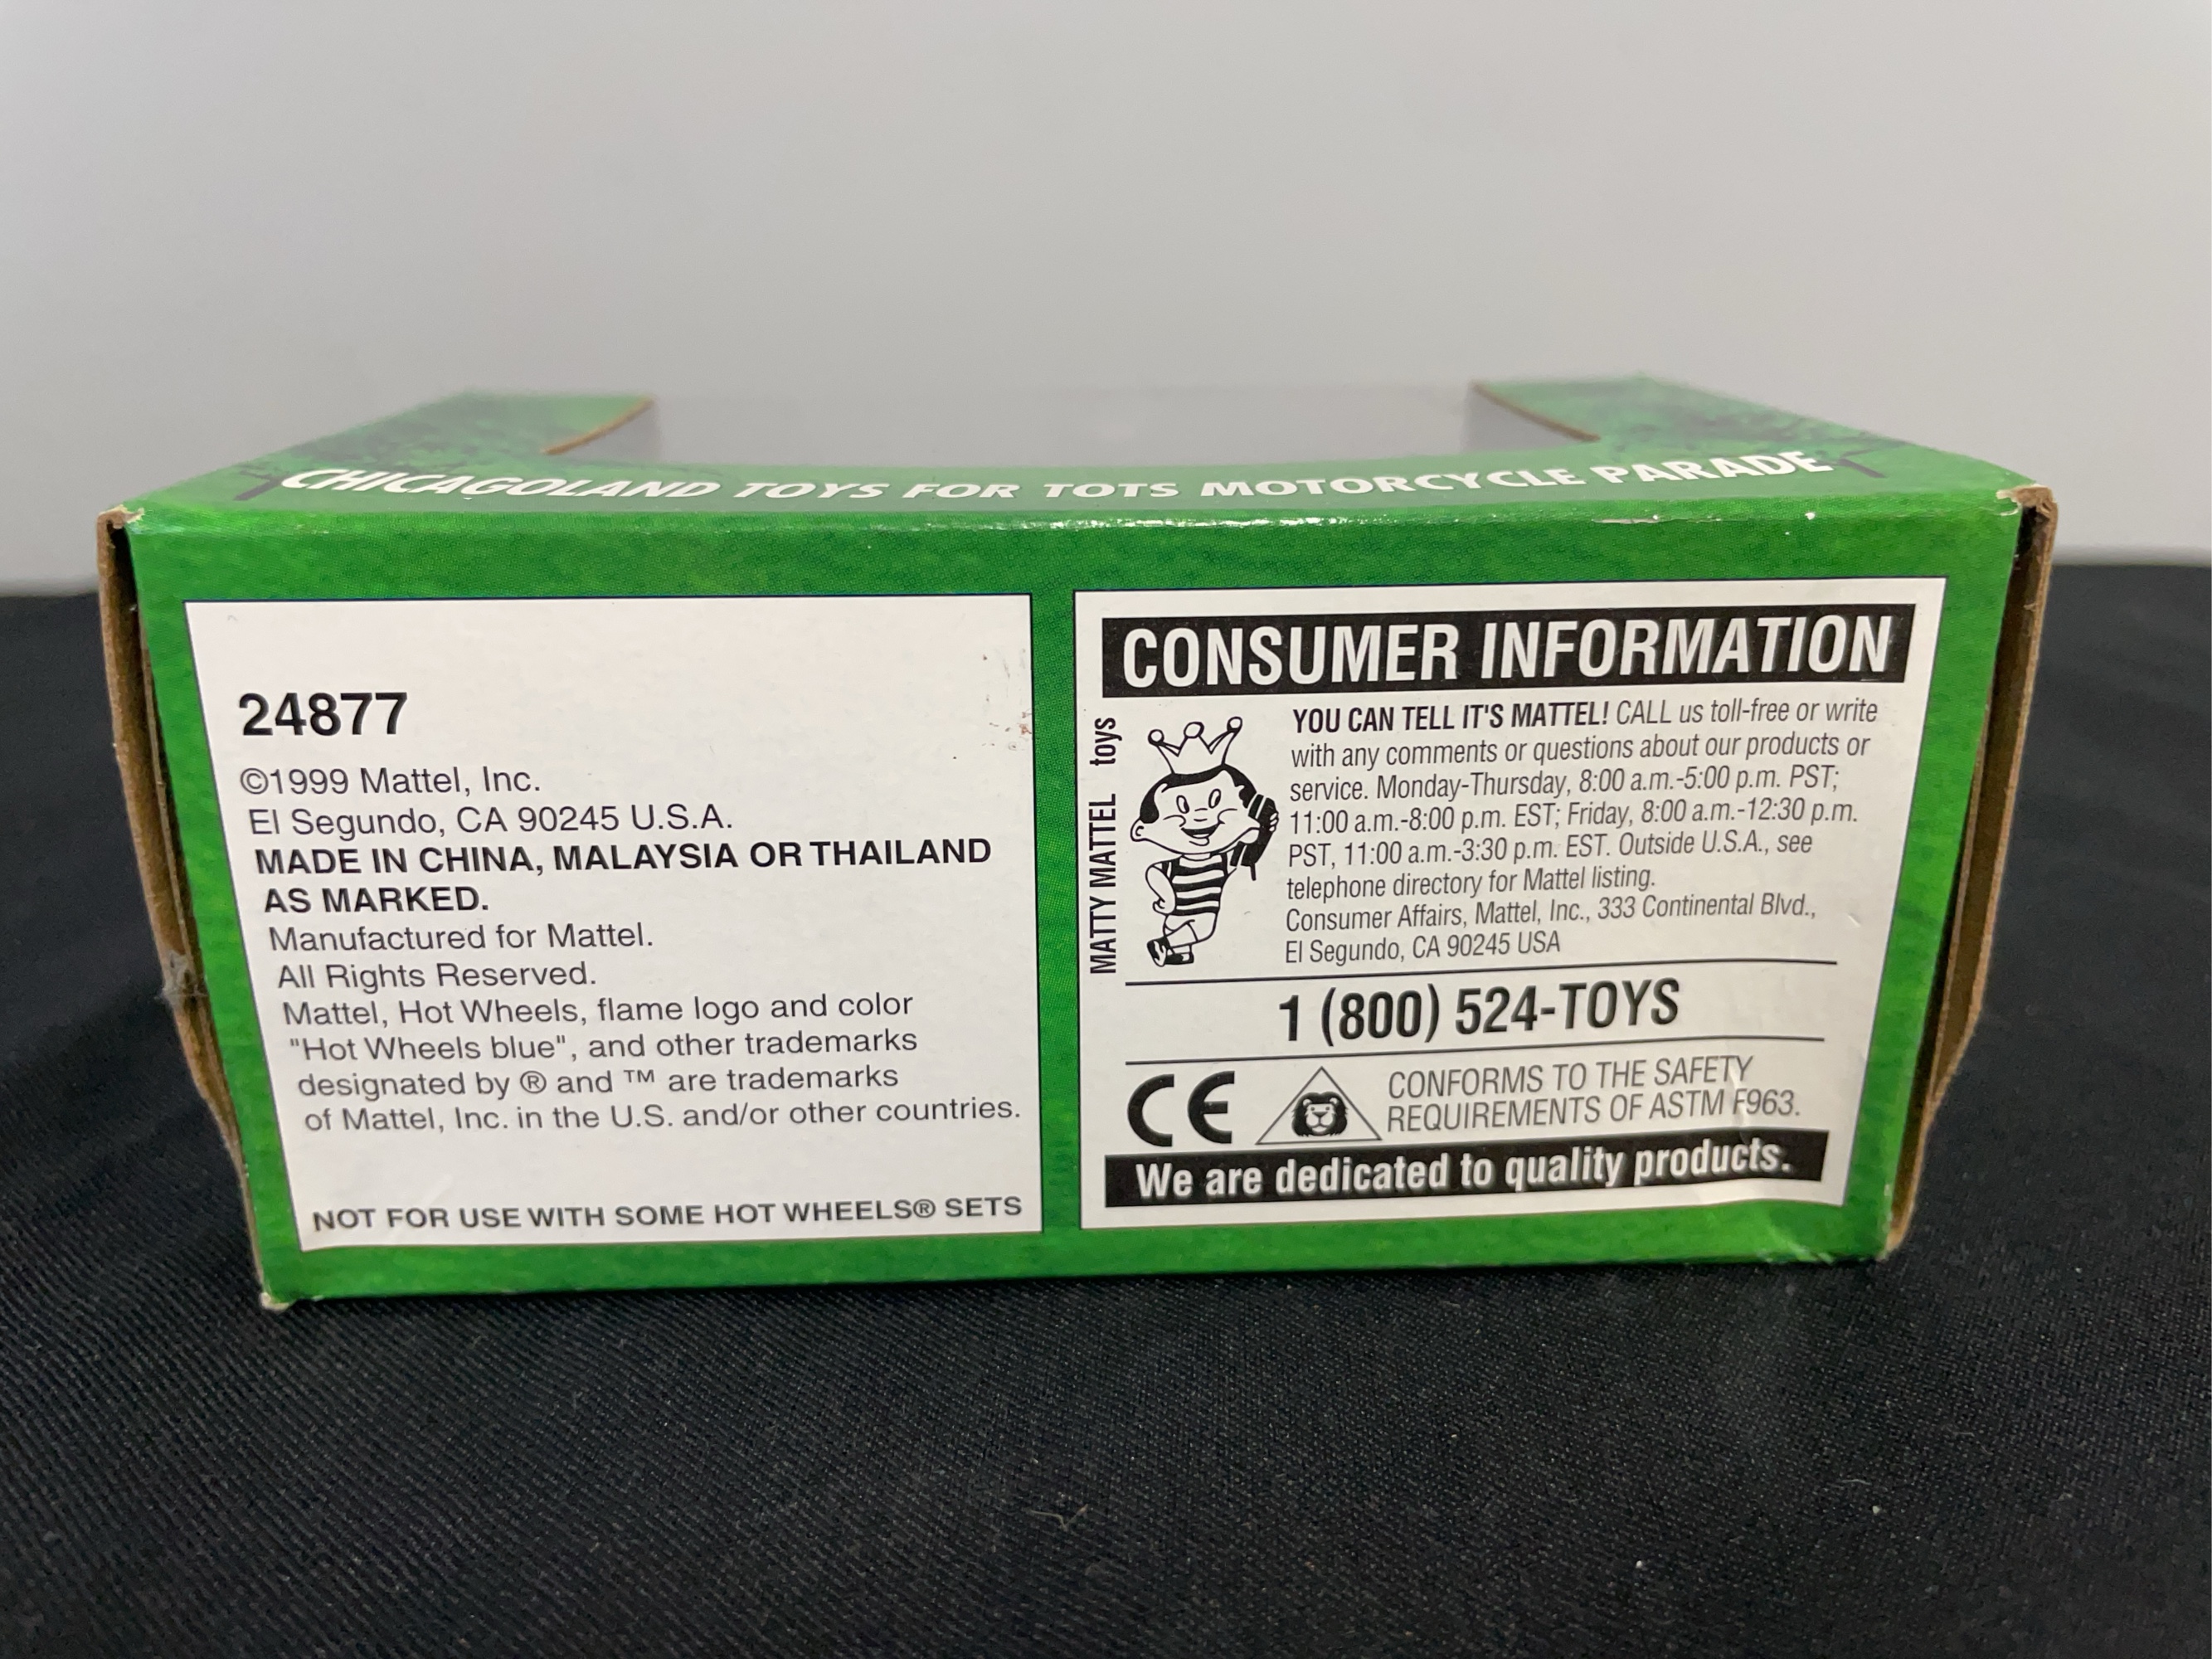 CHICAGOLAND TOYS FOR TOTS MOTORCYCLE PARADE
24877
©1999 Mattel, Inc.
El Segundo, CA 90245 U.S.A.
MADE IN CHINA, MALAYSIA OR THAILAND
AS MARKED.
Manufactured for Mattel.
All Rights Reserved.
Mattel, Hot Wheels, flame logo and color
"Hot Wheels blue", and other trademarks
designated by ® and ™ are trademarks
of Mattel, Inc. in the U.S. and/or other countries.
NOT FOR USE WITH SOME HOT WHEELS® SETS
CONSUMER INFORMATION
MATTY MATTEL toys
YOU CAN TELL IT'S MATTEL! CALL us toll-free or write
with any comments or questions about our products or
service. Monday-Thursday, 8:00 a.m.-5:00 p.m. PST;
11:00 a.m.-8:00 p.m. EST; Friday, 8:00 a.m.-12:30 p.m.
PST, 11:00 a.m.-3:30 p.m. EST. Outside U.S.A., see
telephone directory for Mattel listing.
Consumer Affairs, Mattel, Inc., 333 Continental Blvd.,
El Segundo, CA 90245 USA
1 (800) 524-TOYS
CE
CONFORMS TO THE SAFETY
REQUIREMENTS OF ASTM F963.
We are dedicated to quality products.